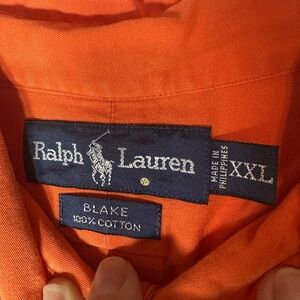 Ralph Lauren
MADE IN
PHILIPPINES
XXL
BLAKE
100% COTTON